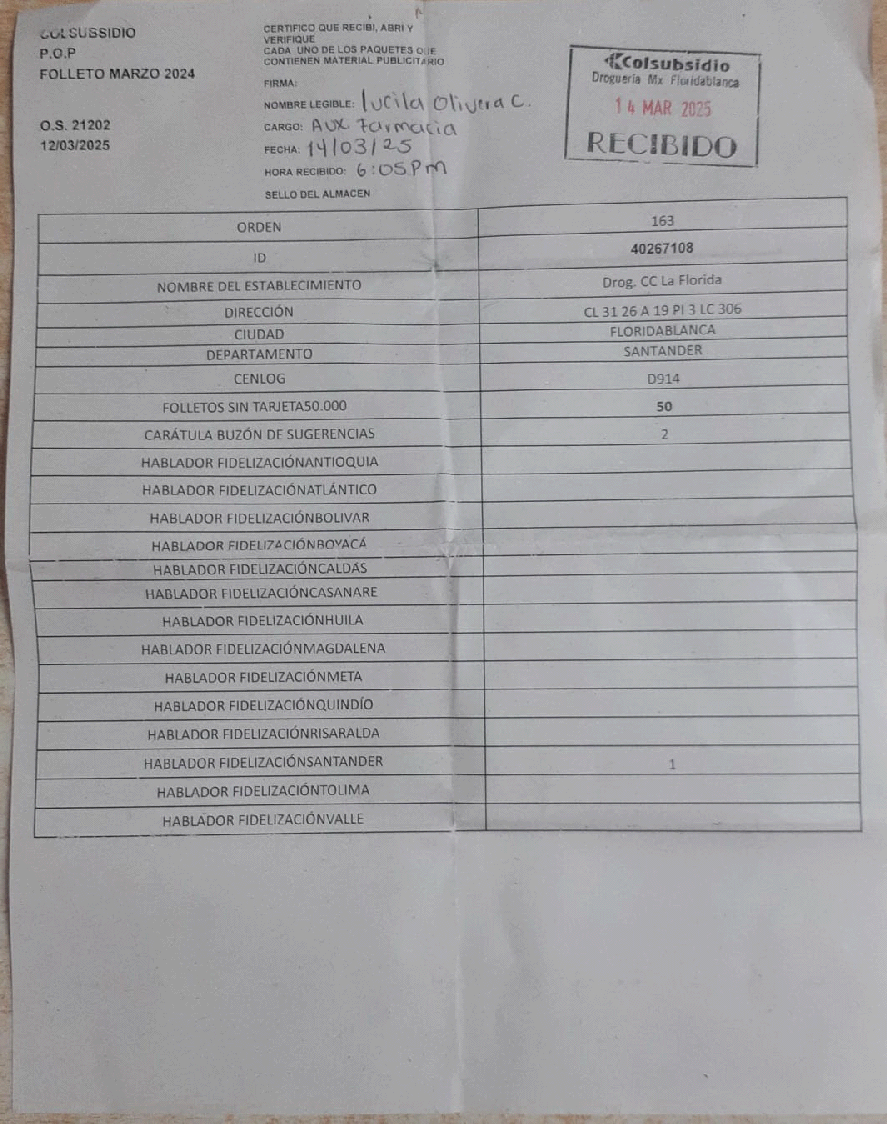 COLSUSSIDIO
P.O.P
FOLLETO MARZO 2024
O.S. 21202
12/03/2025
CERTIFICO QUE RECIBI, ABRI Y
VERIFIQUE
CADA UNO DE LOS PAQUETES QUE
CONTIENEN MATERIAL PUBLICITARIO
FIRMA:
NOMBRE LEGIBLE: Lucila Olivera C.
CARGO: Aux Farmacia
FECHA: 14/03/25
HORA RECIBIDO: 6:05 Pm
SELLO DEL ALMACEN
Colsubsidio
Drogueria Mx Floridablanca
14 MAR 2025
RECIBIDO
ORDEN 163
ID 40267108
NOMBRE DEL ESTABLECIMIENTO Drog. CC La Florida
DIRECCIÓN CL 31 26 A 19 PI 3 LC 306
CIUDAD FLORIDABLANCA
DEPARTAMENTO SANTANDER
CENLOG D914
FOLLETOS SIN TARJETA50.000 50
CARÁTULA BUZÓN DE SUGERENCIAS 2
HABLADOR FIDELIZACIÓNANTIOQUIA
HABLADOR FIDELIZACIÓNATLÁNTICO
HABLADOR FIDELIZACIÓNBOLIVAR
HABLADOR FIDELIZACIÓNBOYACÁ
HABLADOR FIDELIZACIÓNCALDAS
HABLADOR FIDELIZACIÓNCASANARE
HABLADOR FIDELIZACIÓNHUILA
HABLADOR FIDELIZACIÓNMAGDALENA
HABLADOR FIDELIZACIÓNMETA
HABLADOR FIDELIZACIÓNQUINDÍO
HABLADOR FIDELIZACIÓNRISARALDA
HABLADOR FIDELIZACIÓNSANTANDER 1
HABLADOR FIDELIZACIÓNTOLIMA
HABLADOR FIDELIZACIÓNVALLE